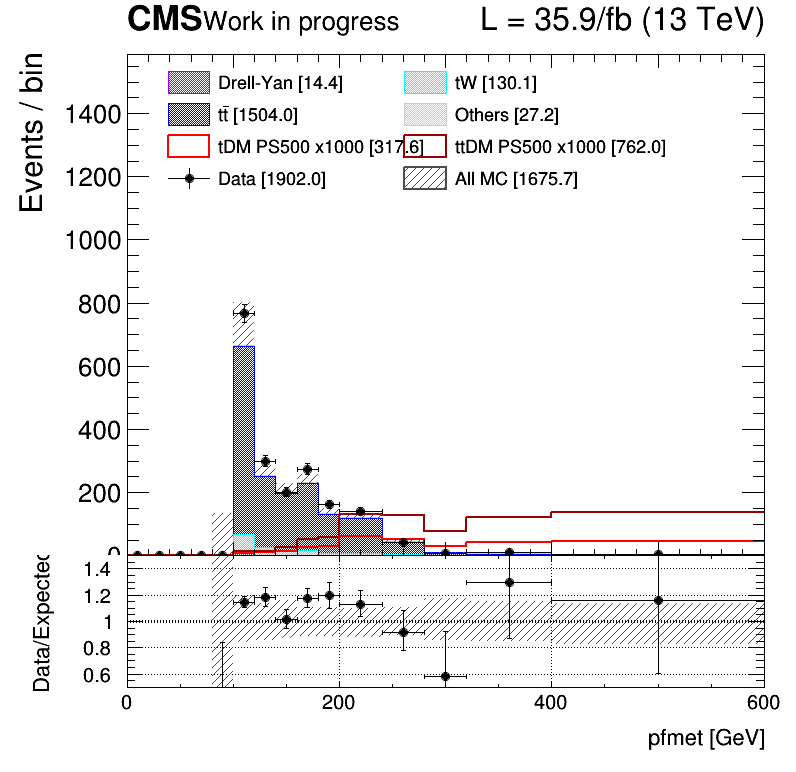 CMS Work in progress L = 35.9/fb (13 TeV)
Events / bin
Drell-Yan [14.4] tW [130.1]
tt̄ [1504.0] Others [27.2]
tDM PS500 x1000 [317.6] ttDM PS500 x1000 [762.0]
Data [1902.0] All MC [1675.7]
1400
1200
1000
800
600
400
200
0
Data/Expected
1.4
1.2
1
0.8
0.6
0 200 400 600
pfmet [GeV]